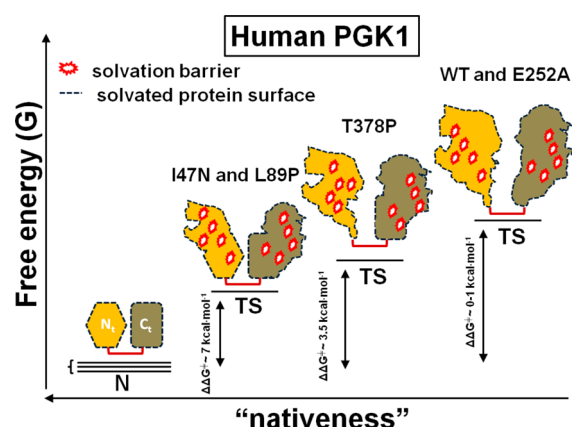 Human PGK1
solvation barrier
solvated protein surface
WT and E252A
T378P
I47N and L89P
Free energy (G)
TS
TS
TS
ΔΔG‡~ 7 kcal·mol⁻¹
ΔΔG‡~ 3.5 kcal·mol⁻¹
ΔΔG‡~ 0-1 kcal·mol⁻¹
Nt Ct
{
N
“nativeness”